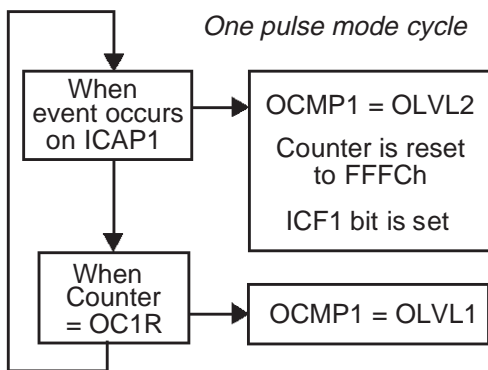 One pulse mode cycle
When
event occurs
on ICAP1
OCMP1 = OLVL2
Counter is reset
to FFFCh
ICF1 bit is set
When
Counter
= OC1R
OCMP1 = OLVL1